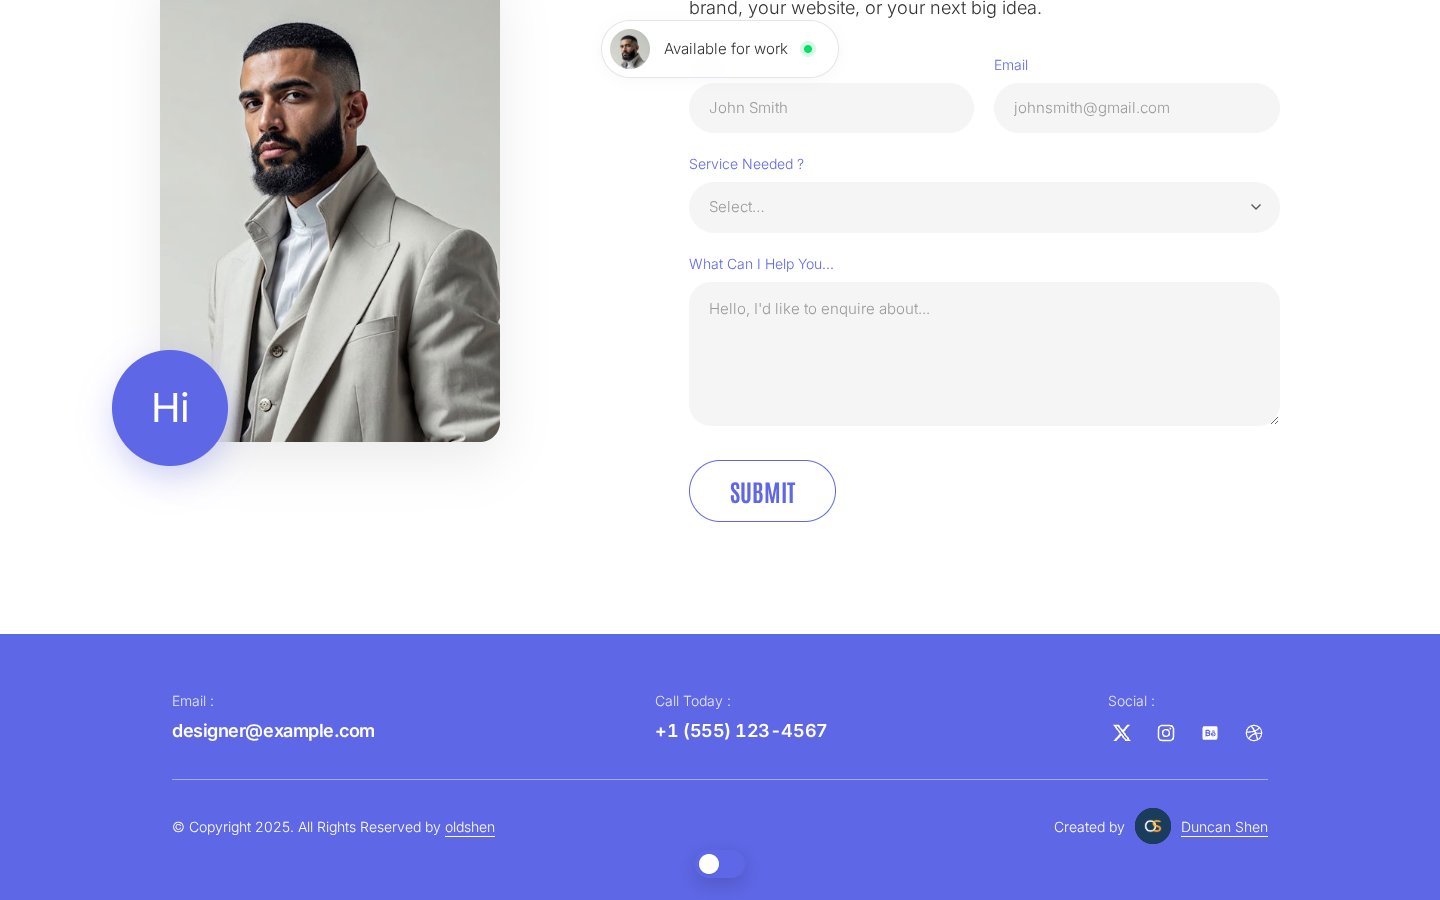 brand, your website, or your next big idea.
Available for work
Email
John Smith
johnsmith@gmail.com
Service Needed ?
Select...
What Can I Help You...
Hello, I'd like to enquire about...
Hi
SUBMIT
Email :
designer@example.com
Call Today :
+1 (555) 123-4567
Social :
Bē
© Copyright 2025. All Rights Reserved by oldshen
Created by OS Duncan Shen